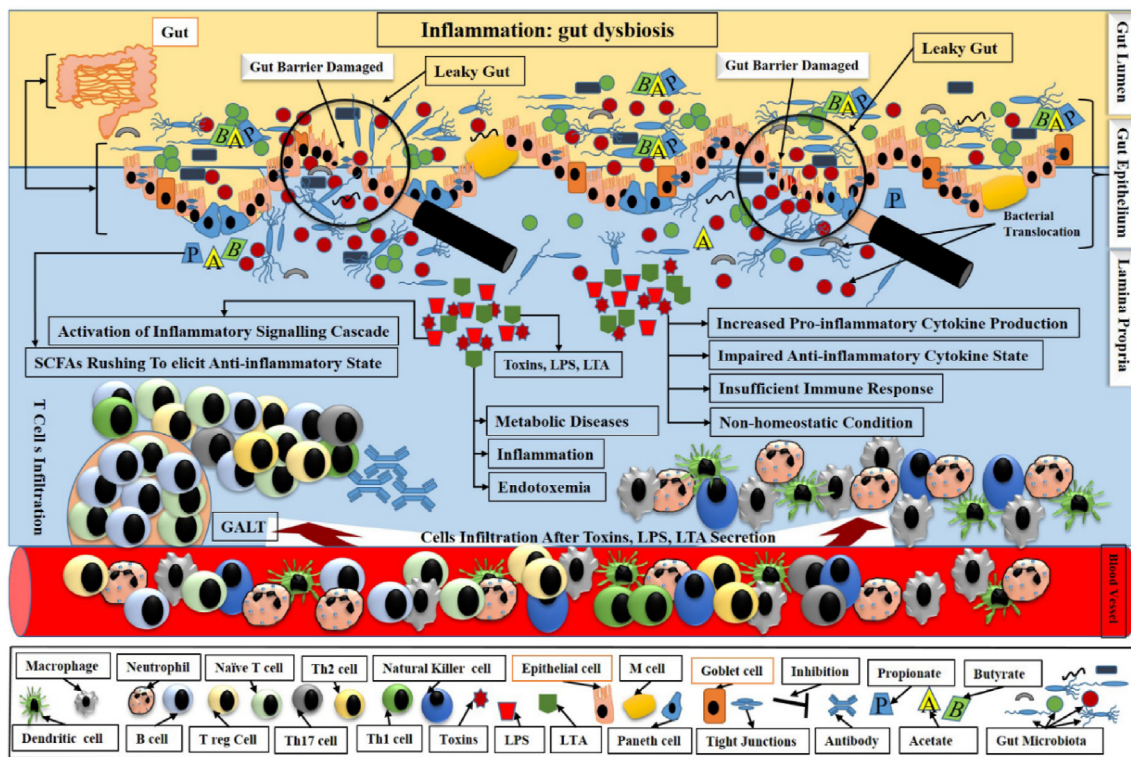 Inflammation: gut dysbiosis
Gut
Gut Barrier Damaged
Leaky Gut
Gut Barrier Damaged
Leaky Gut
Gut Lumen
Gut Epithelium
Lamina Propria
B A P
B A P
B A P
B A P
P A B
A
P
Bacterial
Translocation
Activation of Inflammatory Signalling Cascade
SCFAs Rushing To elicit Anti-inflammatory State
Toxins, LPS, LTA
Metabolic Diseases
Inflammation
Endotoxemia
Increased Pro-inflammatory Cytokine Production
Impaired Anti-inflammatory Cytokine State
Insufficient Immune Response
Non-homeostatic Condition
T Cell s Infiltration
GALT
Cells Infiltration After Toxins, LPS, LTA Secretion
Blood Vessel
Macrophage
Neutrophil
Naïve T cell
Th2 cell
Natural Killer cell
Epithelial cell
M cell
Goblet cell
Inhibition
Propionate
Butyrate
P A B
Dendritic cell
B cell
T reg Cell
Th17 cell
Th1 cell
Toxins
LPS
LTA
Paneth cell
Tight Junctions
Antibody
Acetate
Gut Microbiota